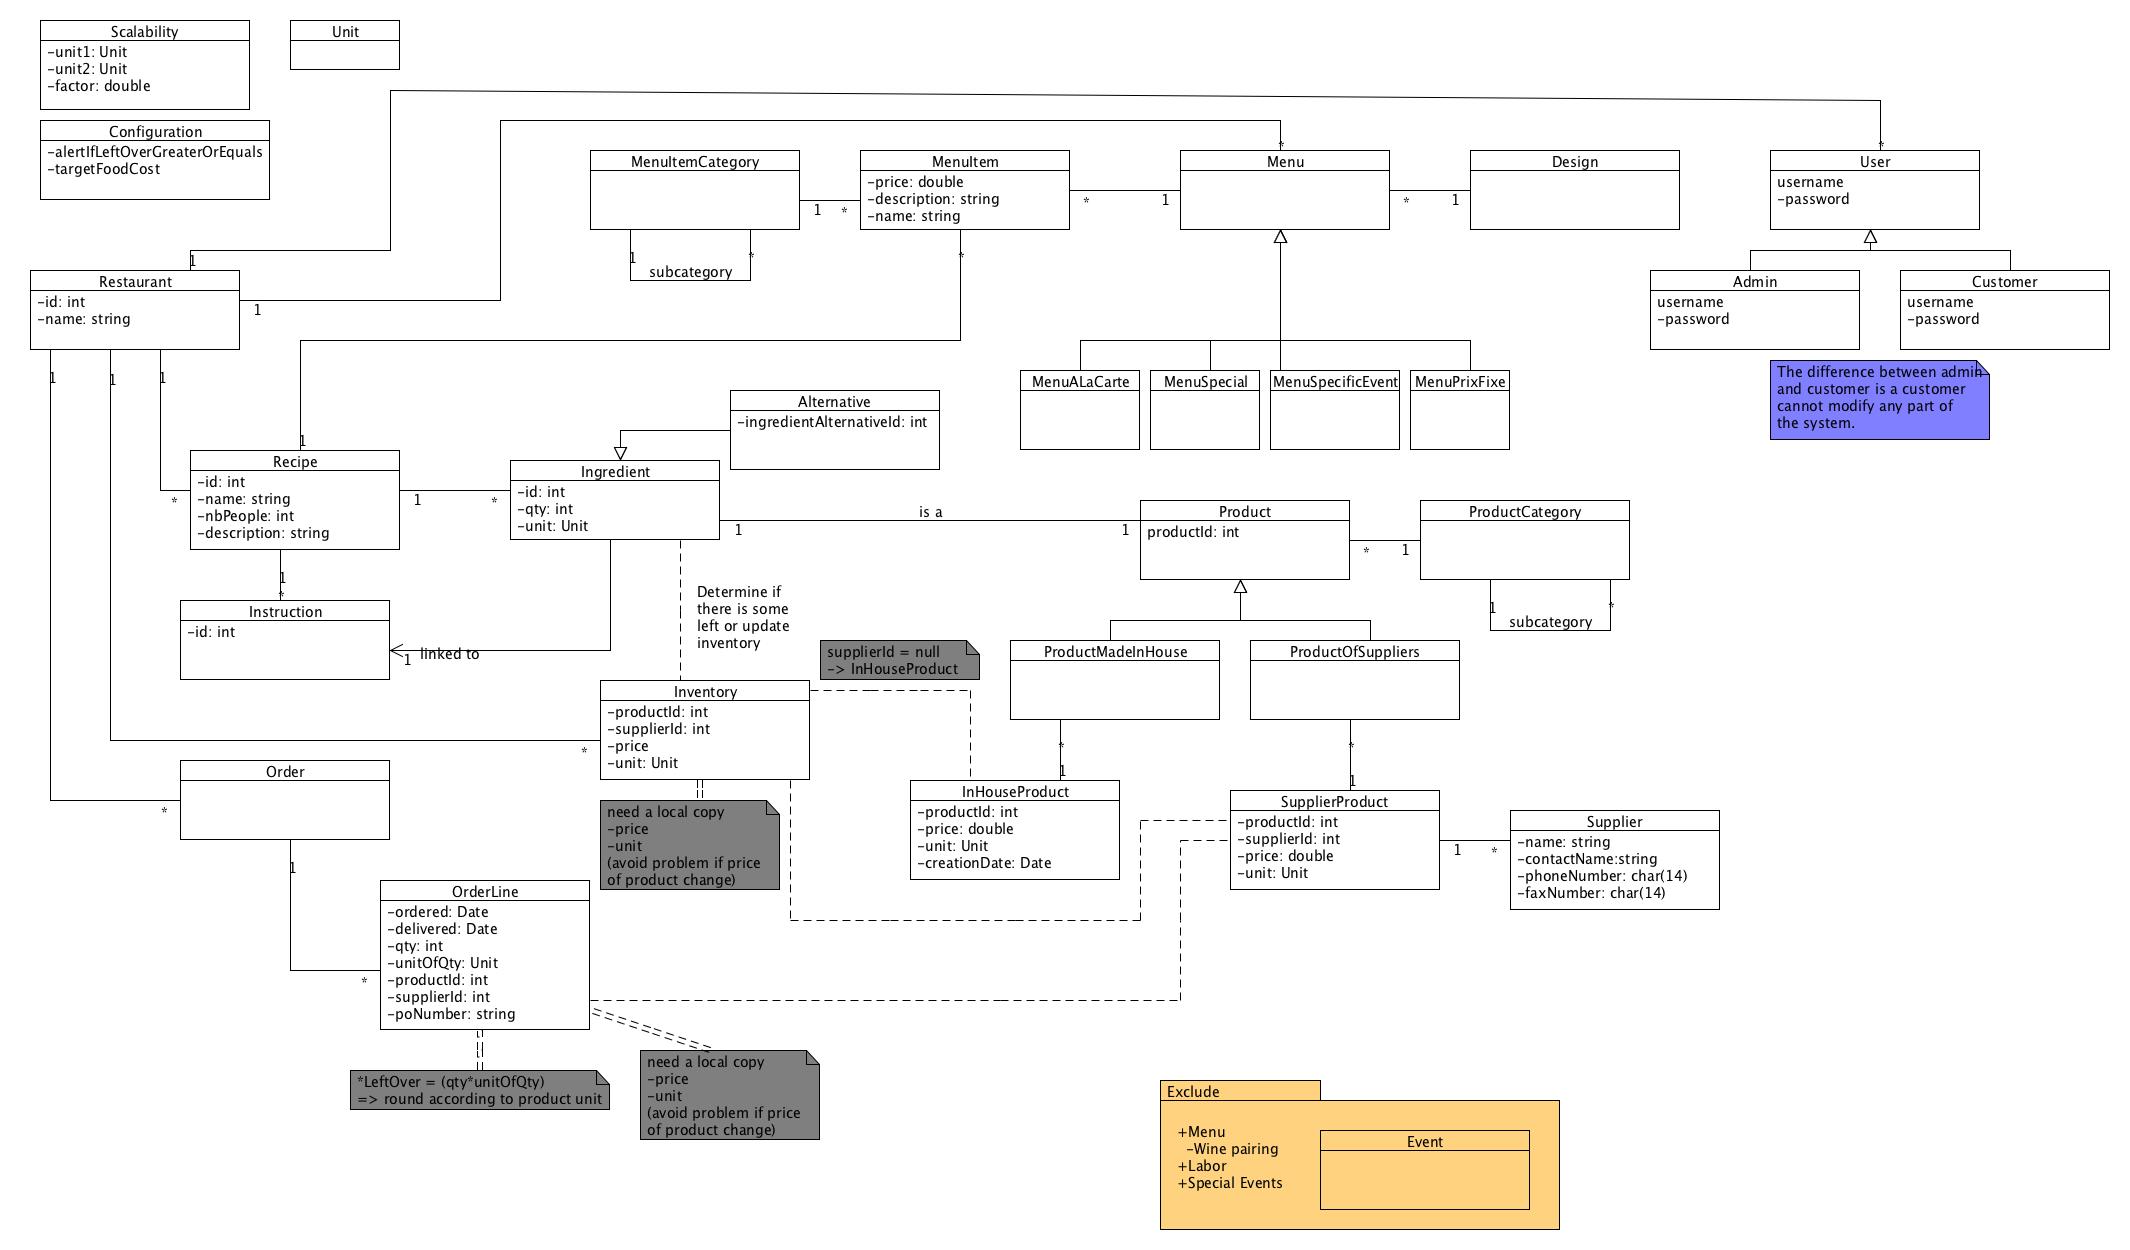 Scalability
-unit1: Unit
-unit2: Unit
-factor: double
Unit
Configuration
-alertIfLeftOverGreaterOrEquals
-targetFoodCost
MenuItemCategory
1
*
subcategory
1
*
MenuItem
-price: double
-description: string
-name: string
*
*
1
Menu
*
*
1
Design
User
*
username
-password
Admin
username
-password
Customer
username
-password
The difference between admin
and customer is a customer
cannot modify any part of
the system.
1
Restaurant
-id: int
-name: string
1
1
1
1
MenuALaCarte
MenuSpecial
MenuSpecificEvent
MenuPrixFixe
Alternative
-ingredientAlternativeId: int
1
Recipe
-id: int
-name: string
-nbPeople: int
-description: string
*
1
*
Ingredient
-id: int
-qty: int
-unit: Unit
1
is a
1
Product
productId: int
*
1
ProductCategory
1
*
subcategory
1
*
Instruction
-id: int
1
linked to
Determine if
there is some
left or update
inventory
supplierId = null
-> InHouseProduct
ProductMadeInHouse
ProductOfSuppliers
Inventory
-productId: int
-supplierId: int
-price
-unit: Unit
*
*
1
*
1
Order
*
1
need a local copy
-price
-unit
(avoid problem if price
of product change)
InHouseProduct
-productId: int
-price: double
-unit: Unit
-creationDate: Date
SupplierProduct
-productId: int
-supplierId: int
-price: double
-unit: Unit
1
*
Supplier
-name: string
-contactName:string
-phoneNumber: char(14)
-faxNumber: char(14)
OrderLine
-ordered: Date
-delivered: Date
-qty: int
-unitOfQty: Unit
-productId: int
-supplierId: int
-poNumber: string
*
*LeftOver = (qty*unitOfQty)
=> round according to product unit
need a local copy
-price
-unit
(avoid problem if price
of product change)
Exclude
+Menu
-Wine pairing
+Labor
+Special Events
Event